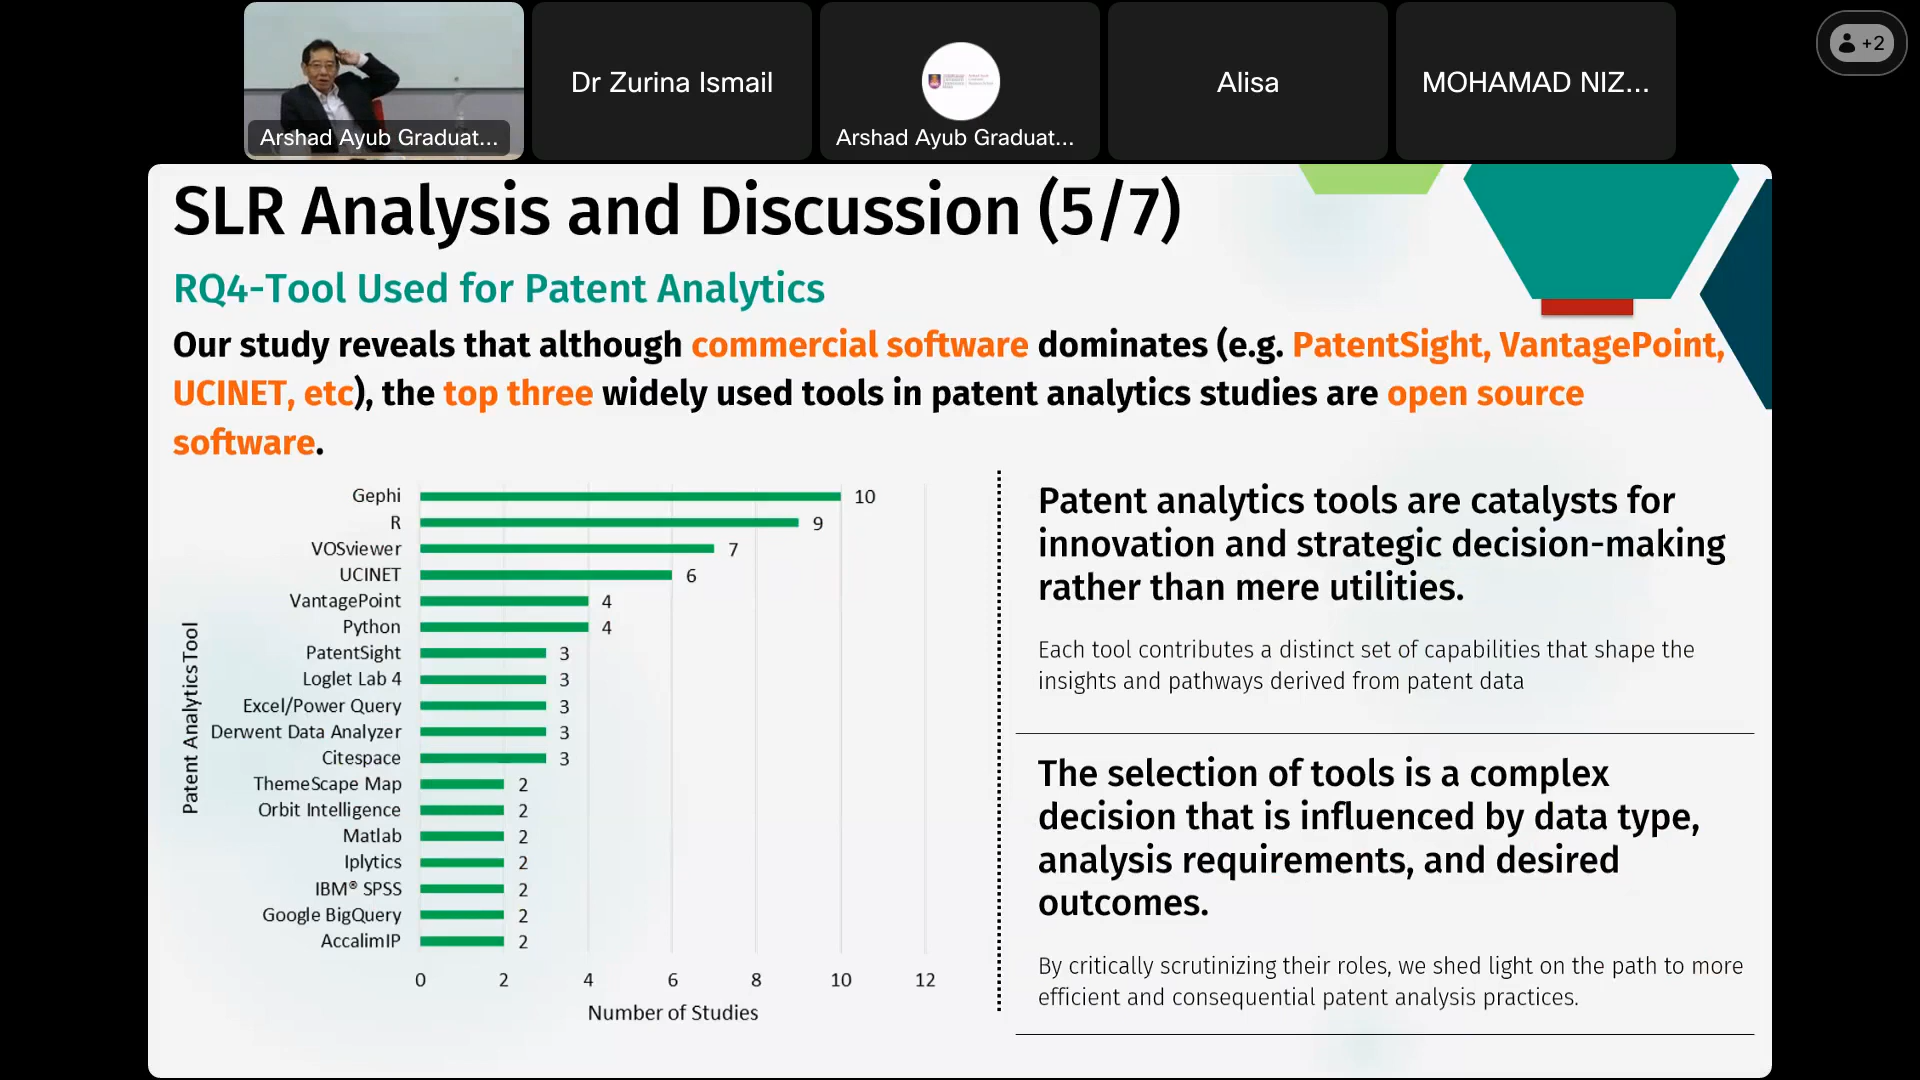 Arshad Ayub Graduat...
Dr Zurina Ismail
Arshad Ayub Graduat...
Alisa
MOHAMAD NIZ...
+2
SLR Analysis and Discussion (5/7)
RQ4-Tool Used for Patent Analytics
Our study reveals that although commercial software dominates (e.g. PatentSight, VantagePoint,
UCINET, etc), the top three widely used tools in patent analytics studies are open source
software.
Patent Analytics Tool
Gephi 10
R 9
VOSviewer 7
UCINET 6
VantagePoint 4
Python 4
PatentSight 3
Loglet Lab 4 3
Excel/Power Query 3
Derwent Data Analyzer 3
Citespace 3
ThemeScape Map 2
Orbit Intelligence 2
Matlab 2
Iplytics 2
IBM® SPSS 2
Google BigQuery 2
AccalimIP 2
0 2 4 6 8 10 12
Number of Studies
Patent analytics tools are catalysts for
innovation and strategic decision-making
rather than mere utilities.
Each tool contributes a distinct set of capabilities that shape the
insights and pathways derived from patent data
The selection of tools is a complex
decision that is influenced by data type,
analysis requirements, and desired
outcomes.
By critically scrutinizing their roles, we shed light on the path to more
efficient and consequential patent analysis practices.